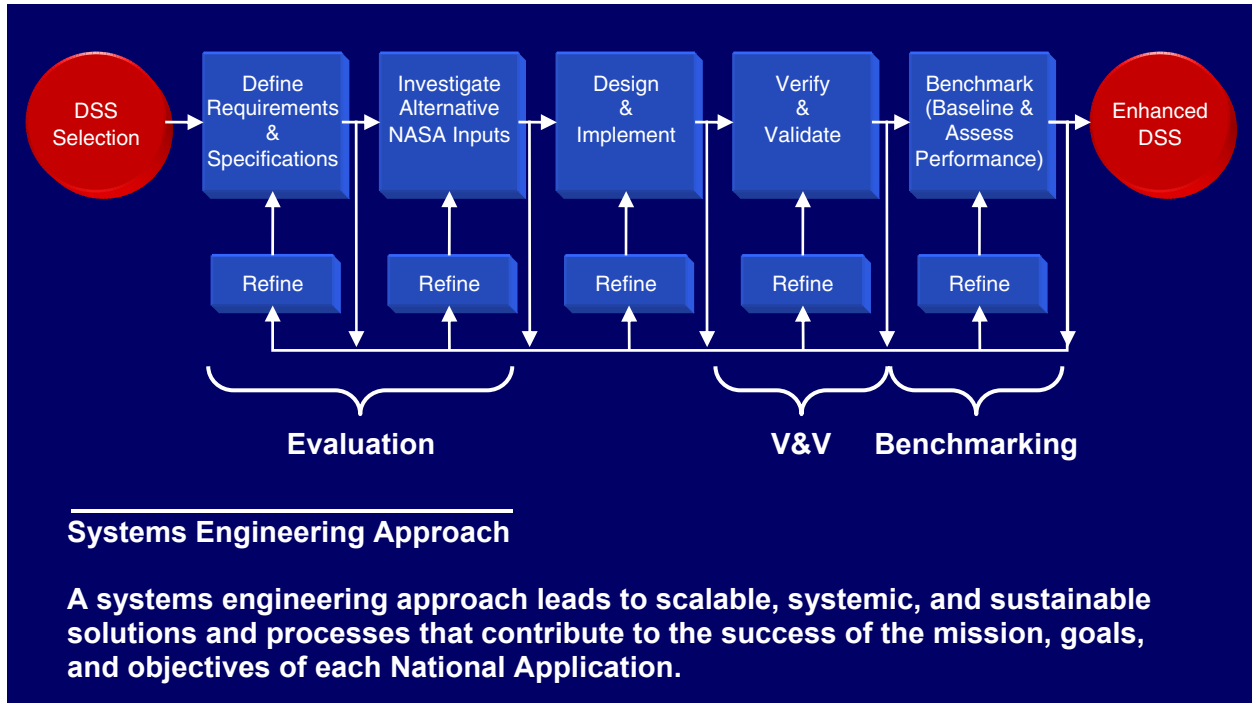 DSS
Selection
Define
Requirements
&
Specifications
Investigate
Alternative
NASA Inputs
Design
&
Implement
Verify
&
Validate
Benchmark
(Baseline &
Assess
Performance)
Enhanced
DSS
Refine
Refine
Refine
Refine
Refine
Evaluation
V&V
Benchmarking
Systems Engineering Approach
A systems engineering approach leads to scalable, systemic, and sustainable
solutions and processes that contribute to the success of the mission, goals,
and objectives of each National Application.